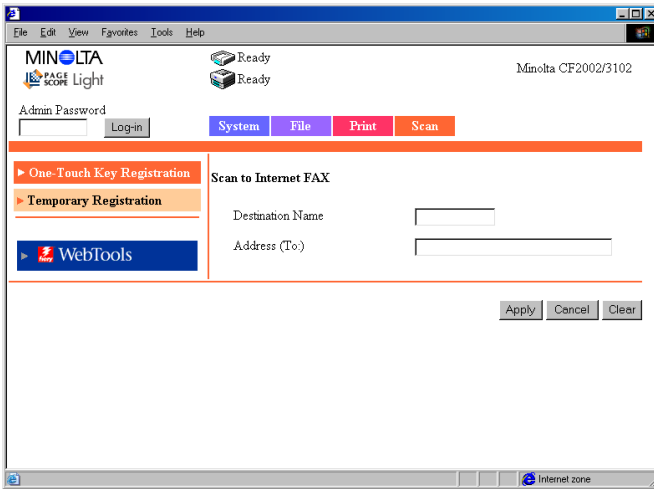 File Edit View Favorites Tools Help
MINOLTA
PAGE SCOPE Light
Ready
Ready
Minolta CF2002/3102
Admin Password
Log-in
System File Print Scan
One-Touch Key Registration
Temporary Registration
WebTools
Scan to Internet FAX
Destination Name
Address (To:)
Apply Cancel Clear
Internet zone